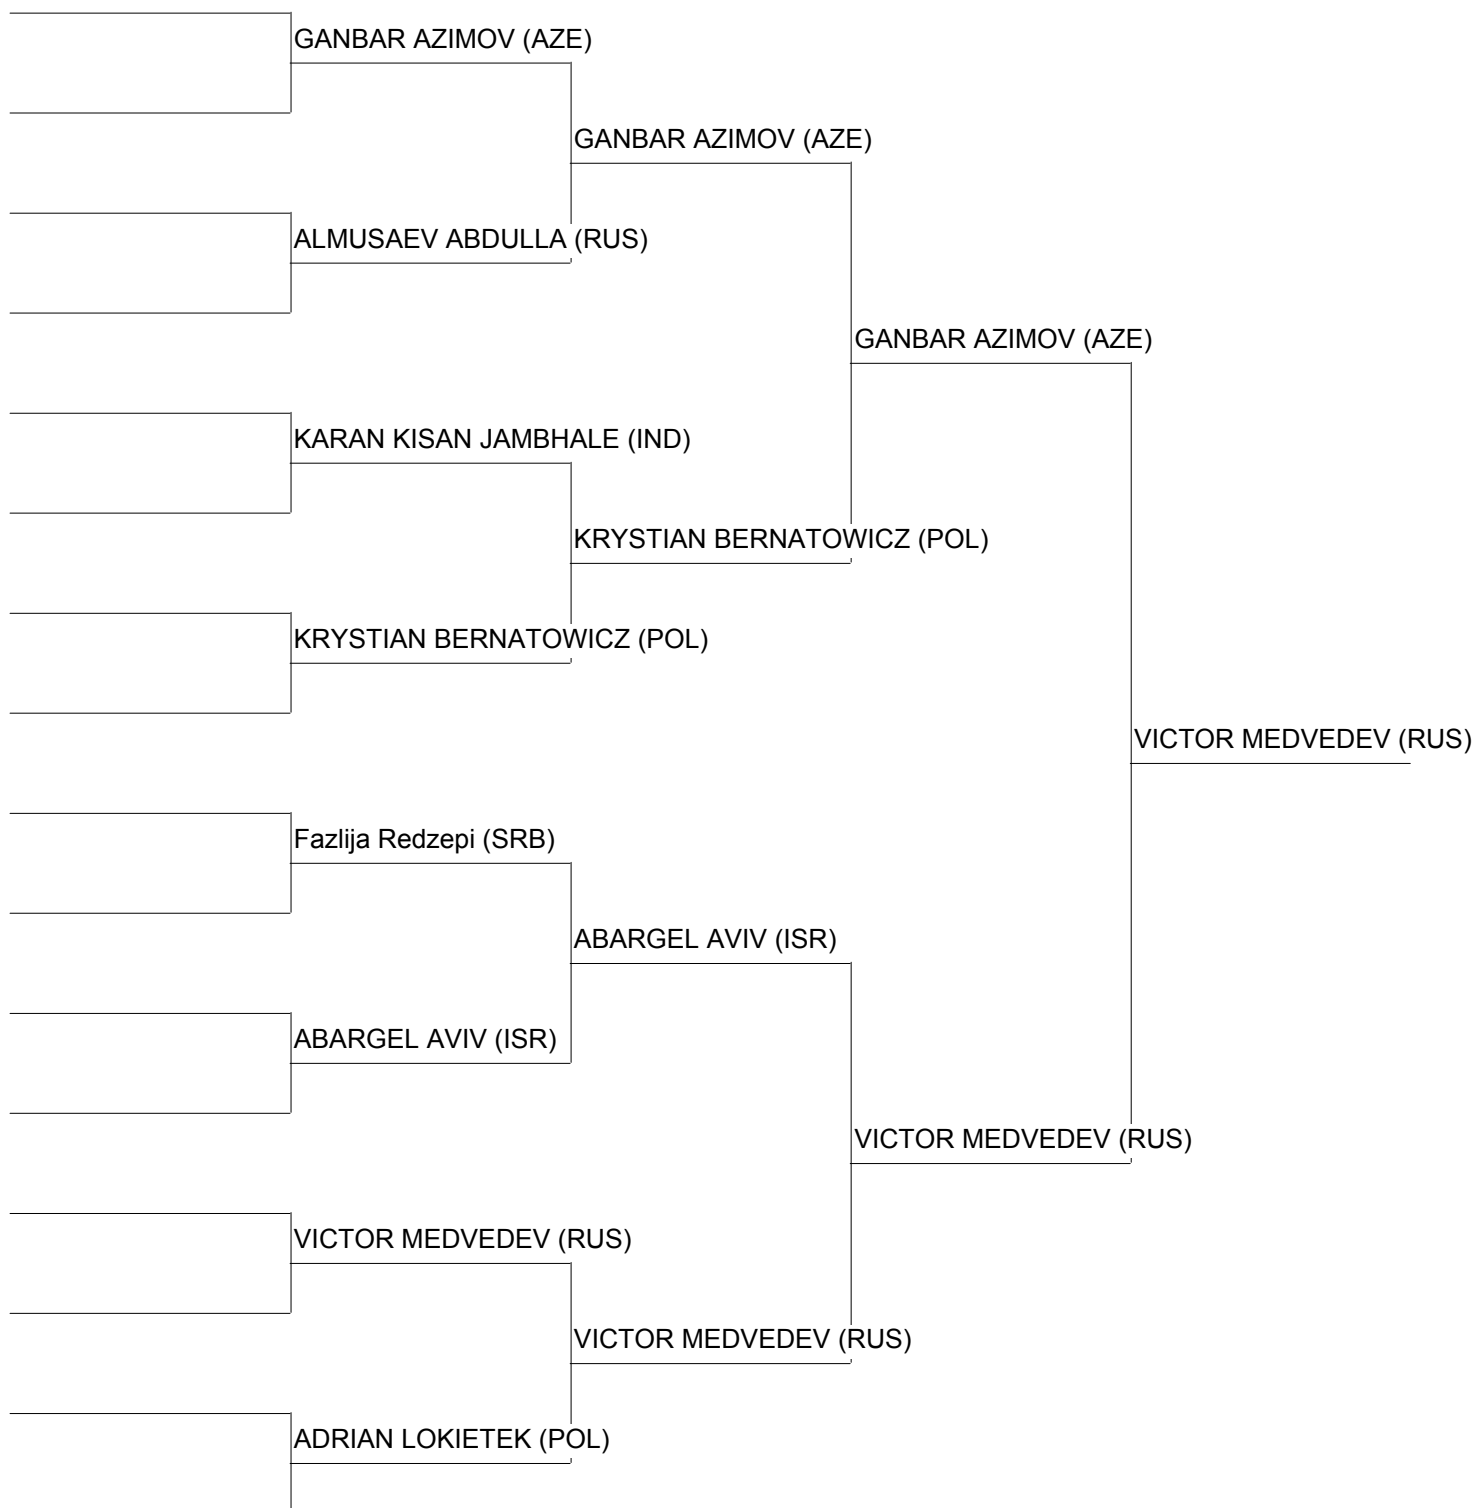 GANBAR AZIMOV (AZE)
GANBAR AZIMOV (AZE)
ALMUSAEV ABDULLA (RUS)
GANBAR AZIMOV (AZE)
KARAN KISAN JAMBHALE (IND)
KRYSTIAN BERNATOWICZ (POL)
KRYSTIAN BERNATOWICZ (POL)
VICTOR MEDVEDEV (RUS)
Fazlija Redzepi (SRB)
ABARGEL AVIV (ISR)
ABARGEL AVIV (ISR)
VICTOR MEDVEDEV (RUS)
VICTOR MEDVEDEV (RUS)
VICTOR MEDVEDEV (RUS)
ADRIAN LOKIETEK (POL)